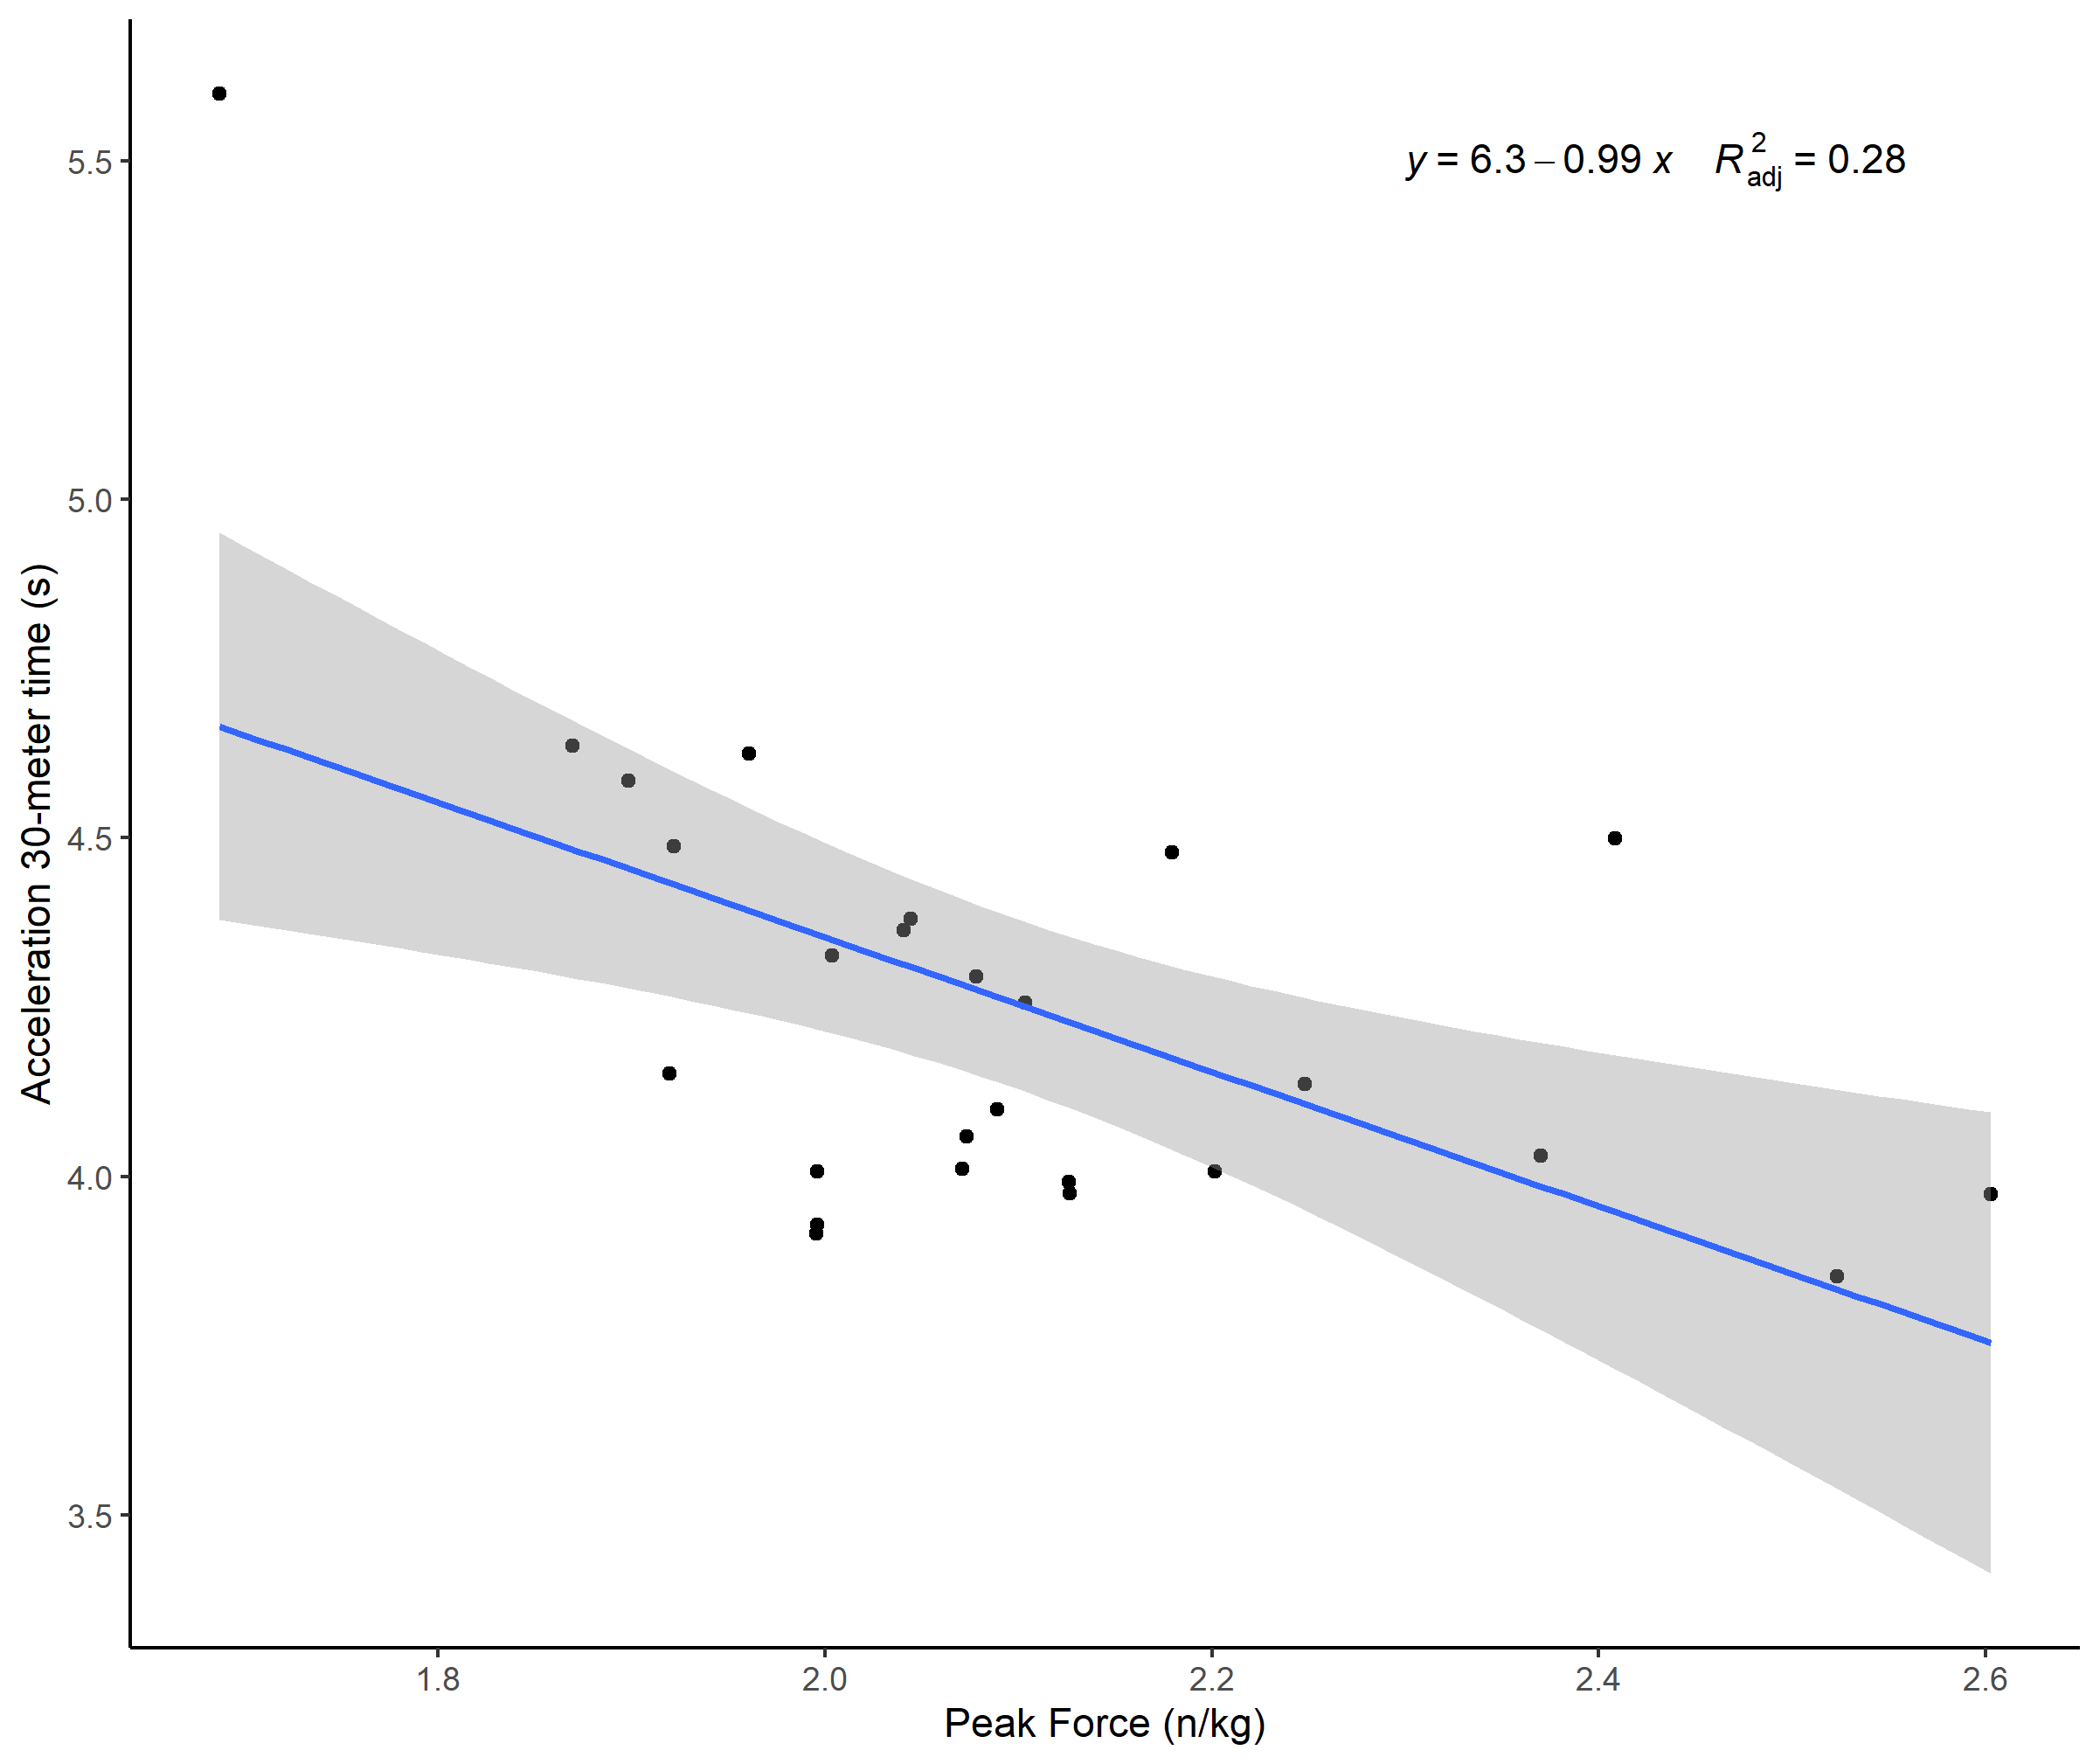 y = 6.3 − 0.99 x R²adj = 0.28
5.5
5.0
4.5
4.0
3.5
Acceleration 30-meter time (s)
1.8 2.0 2.2 2.4 2.6
Peak Force (n/kg)